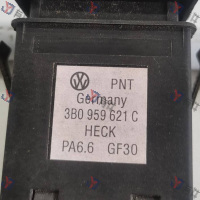 PNT
Germany
3B0 959 621 C
HECK
PA6.6 GF30